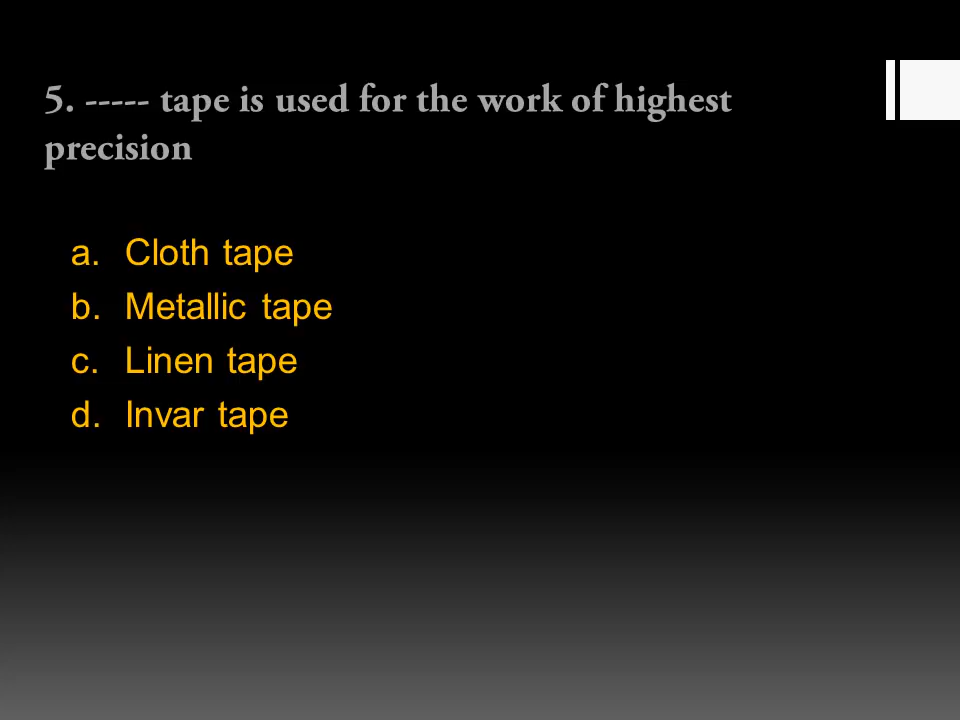 5. ----- tape is used for the work of highest
precision
a. Cloth tape
b. Metallic tape
c. Linen tape
d. Invar tape